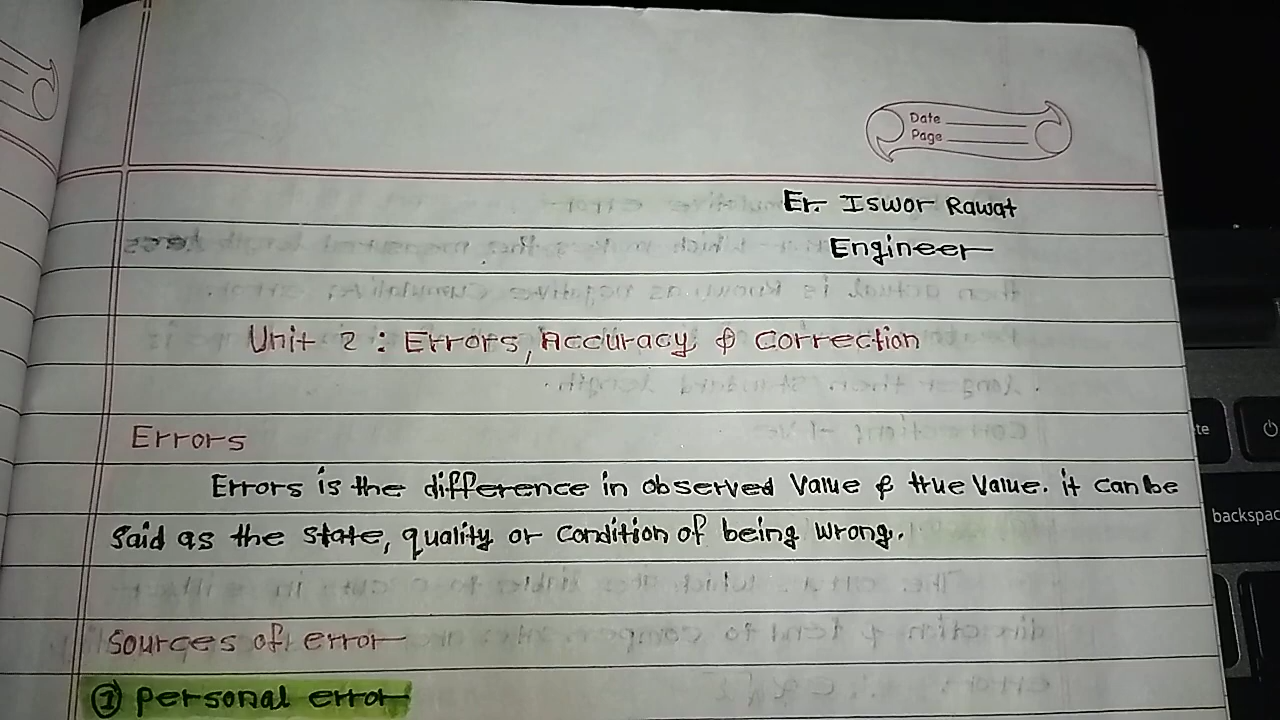 Date
Page
Er. Iswor Rawat
Engineer
Unit 2 : Errors, Accuracy & Correction
Errors
Errors is the difference in observed value & true value. it can be
said as the state, quality or condition of being wrong.
sources of error
① personal error
te
backspac